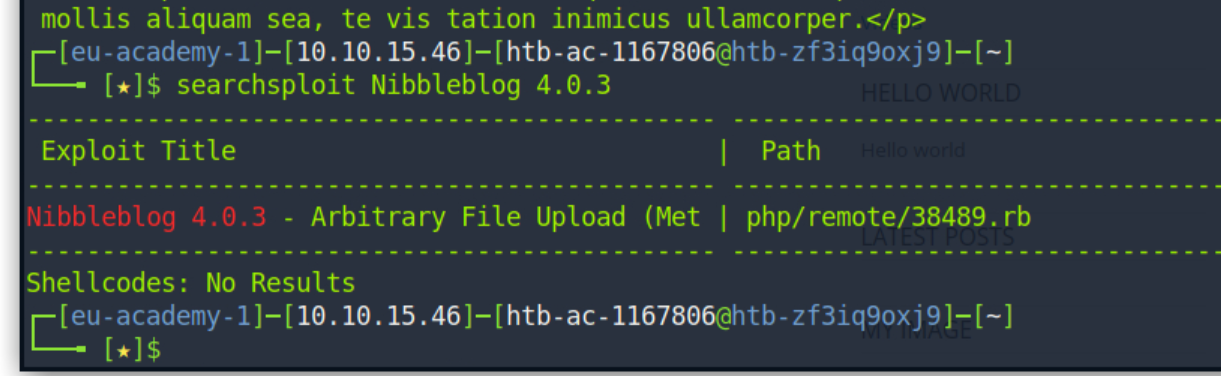 mollis aliquam sea, te vis tation inimicus ullamcorper.</p>
┌─[eu-academy-1]─[10.10.15.46]─[htb-ac-1167806@htb-zf3iq9oxj9]─[~]
└──╼ [★]$ searchsploit Nibbleblog 4.0.3
HELLO WORLD
---------------------------------------------- ---------------------------------
Exploit Title | Path
Hello world
---------------------------------------------- ---------------------------------
Nibbleblog 4.0.3 - Arbitrary File Upload (Met | php/remote/38489.rb
LATEST POSTS
---------------------------------------------- ---------------------------------
Shellcodes: No Results
┌─[eu-academy-1]─[10.10.15.46]─[htb-ac-1167806@htb-zf3iq9oxj9]─[~]
MY IMAGE
└──╼ [★]$